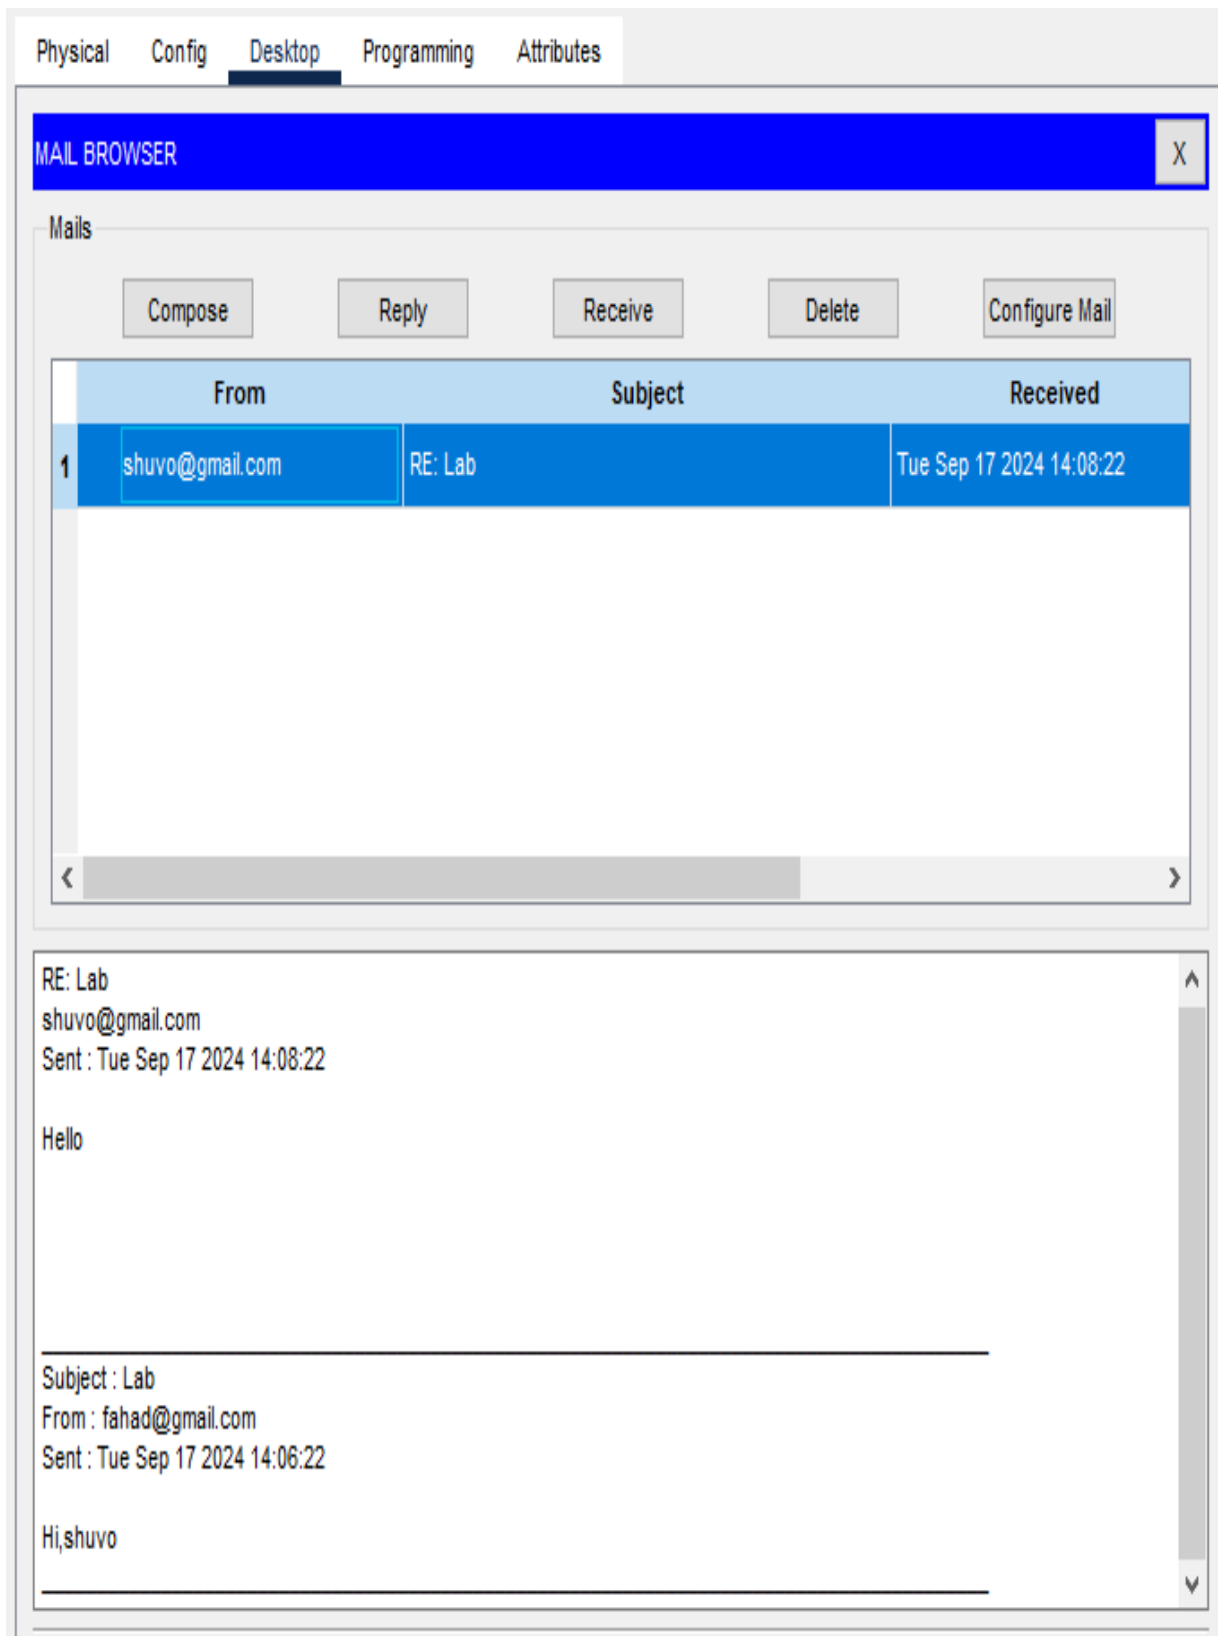 Physical Config Desktop Programming Attributes
MAIL BROWSER X
Mails
Compose Reply Receive Delete Configure Mail
From Subject Received
1 shuvo@gmail.com RE: Lab Tue Sep 17 2024 14:08:22
RE: Lab
shuvo@gmail.com
Sent : Tue Sep 17 2024 14:08:22
Hello
Subject : Lab
From : fahad@gmail.com
Sent : Tue Sep 17 2024 14:06:22
Hi,shuvo